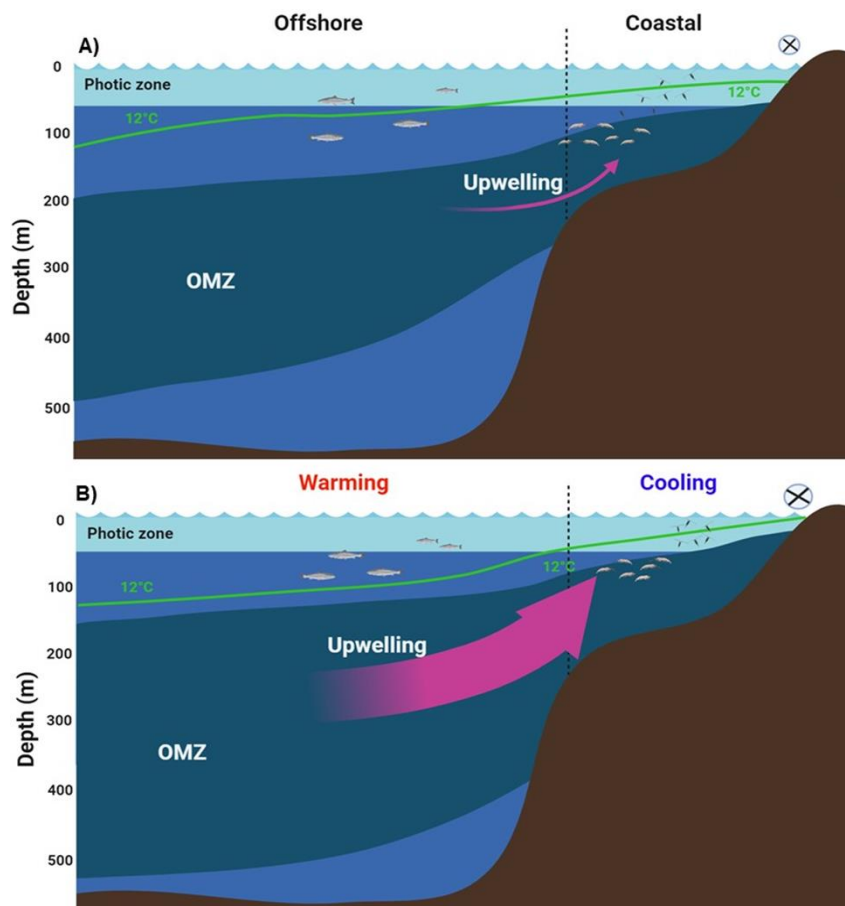 Offshore
Coastal
A)
0
Photic zone
12°C
12°C
100
Upwelling
200
OMZ
300
400
500
Depth (m)
B)
Warming
Cooling
0
Photic zone
12°C
12°C
100
Upwelling
200
300
OMZ
400
500
Depth (m)